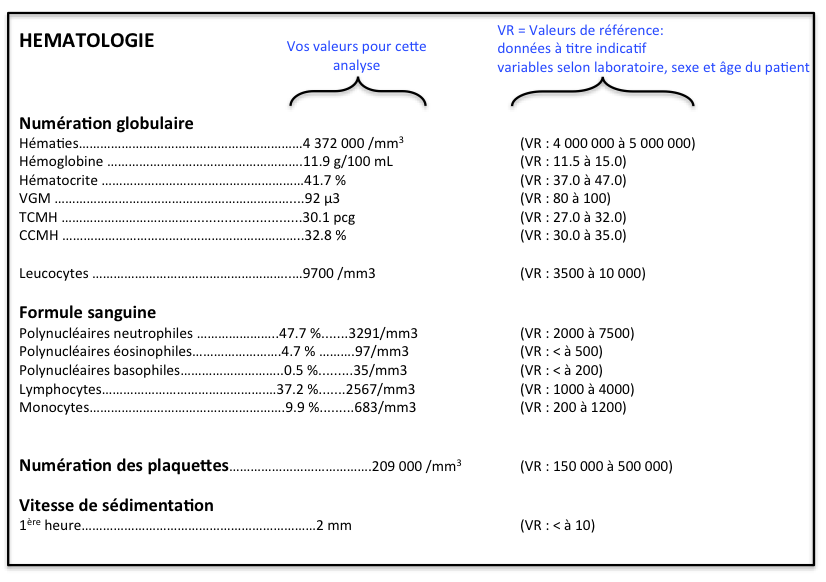 HEMATOLOGIE
Vos valeurs pour cette
analyse
VR = Valeurs de référence:
données à titre indicatif
variables selon laboratoire, sexe et âge du patient
Numération globulaire
Hématies……………………………………………4 372 000 /mm³ (VR : 4 000 000 à 5 000 000)
Hémoglobine ………………………………………11.9 g/100 mL (VR : 11.5 à 15.0)
Hématocrite ………………………………………41.7 % (VR : 37.0 à 47.0)
VGM ………………………………………………....92 µ3 (VR : 80 à 100)
TCMH ……………………………………………….30.1 pcg (VR : 27.0 à 32.0)
CCMH ………………………………………………..32.8 % (VR : 30.0 à 35.0)
Leucocytes ………………………………………….…9700 /mm3 (VR : 3500 à 10 000)
Formule sanguine
Polynucléaires neutrophiles ………………..47.7 %.......3291/mm3 (VR : 2000 à 7500)
Polynucléaires éosinophiles…………………4.7 % ………97/mm3 (VR : < à 500)
Polynucléaires basophiles……………………0.5 %.........35/mm3 (VR : < à 200)
Lymphocytes………………………………….37.2 %.......2567/mm3 (VR : 1000 à 4000)
Monocytes……………………………………….9.9 %.........683/mm3 (VR : 200 à 1200)
Numération des plaquettes……………………………….209 000 /mm³ (VR : 150 000 à 500 000)
Vitesse de sédimentation
1ère heure………………………………………………2 mm (VR : < à 10)